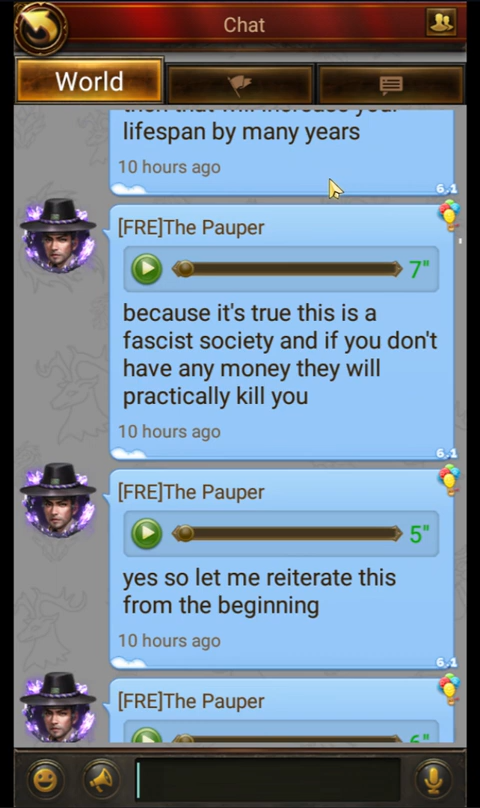 Chat
World
lifespan by many years
10 hours ago
6.1
[FRE]The Pauper
7"
because it's true this is a
fascist society and if you don't
have any money they will
practically kill you
10 hours ago
6.1
[FRE]The Pauper
5"
yes so let me reiterate this
from the beginning
10 hours ago
6.1
[FRE]The Pauper
6"